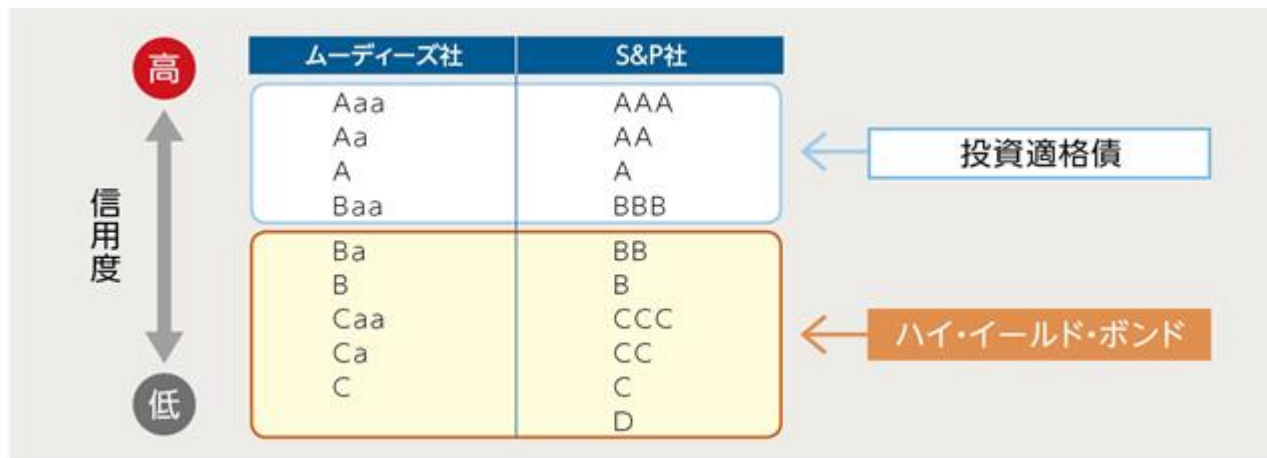 高
信用度
低
ムーディーズ社 S&P社
Aaa AAA
Aa AA
A A
Baa BBB
Ba BB
B B
Caa CCC
Ca CC
C C
D
投資適格債
ハイ・イールド・ボンド